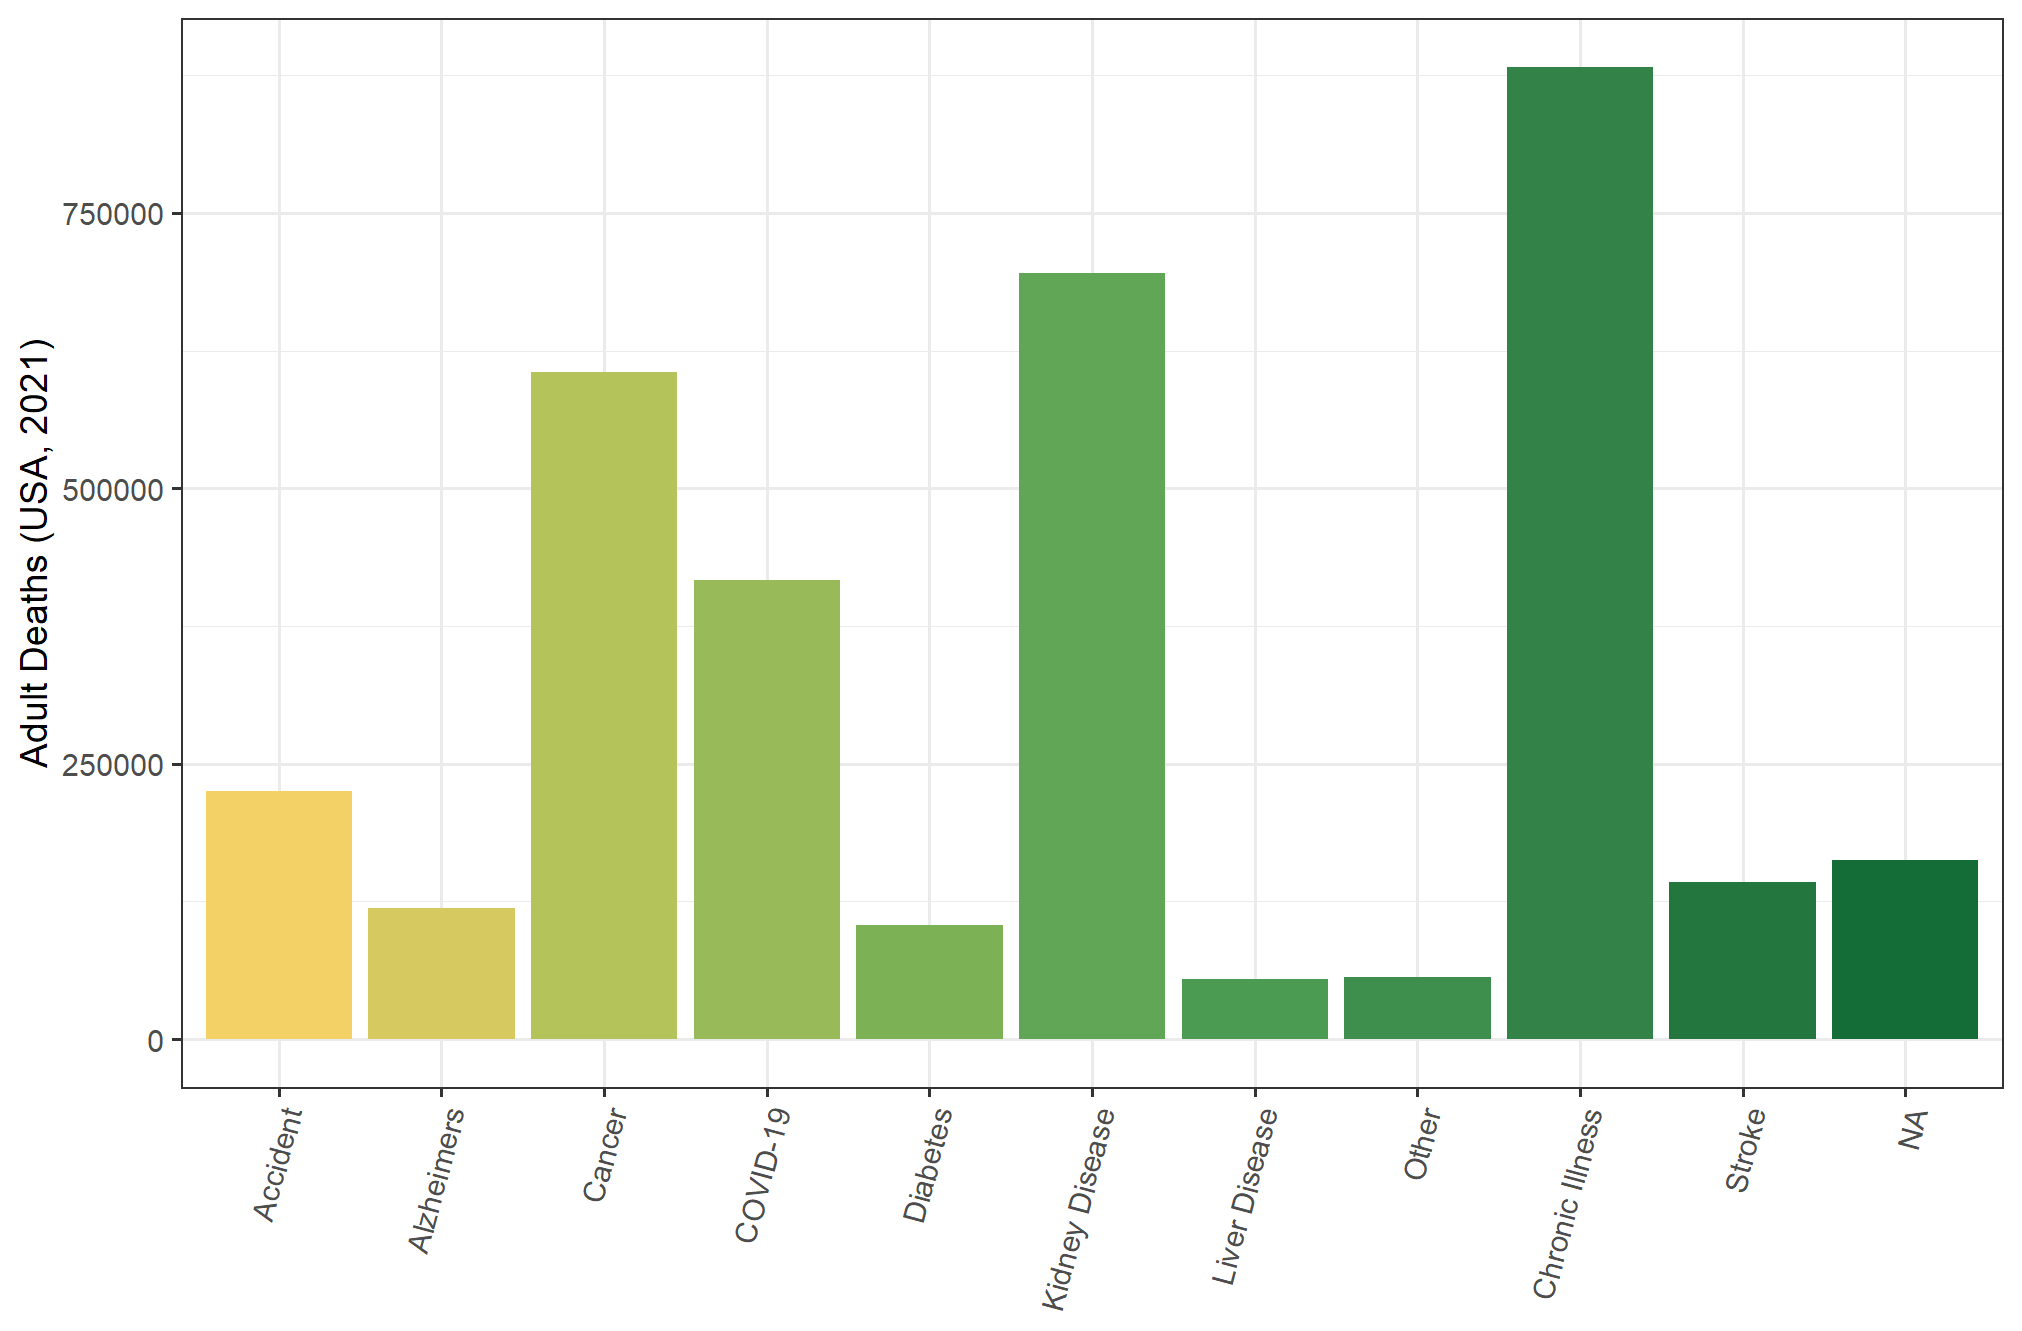 Adult Deaths (USA, 2021)
750000
500000
250000
0
Accident
Alzheimers
Cancer
COVID-19
Diabetes
Kidney Disease
Liver Disease
Other
Chronic Illness
Stroke
NA